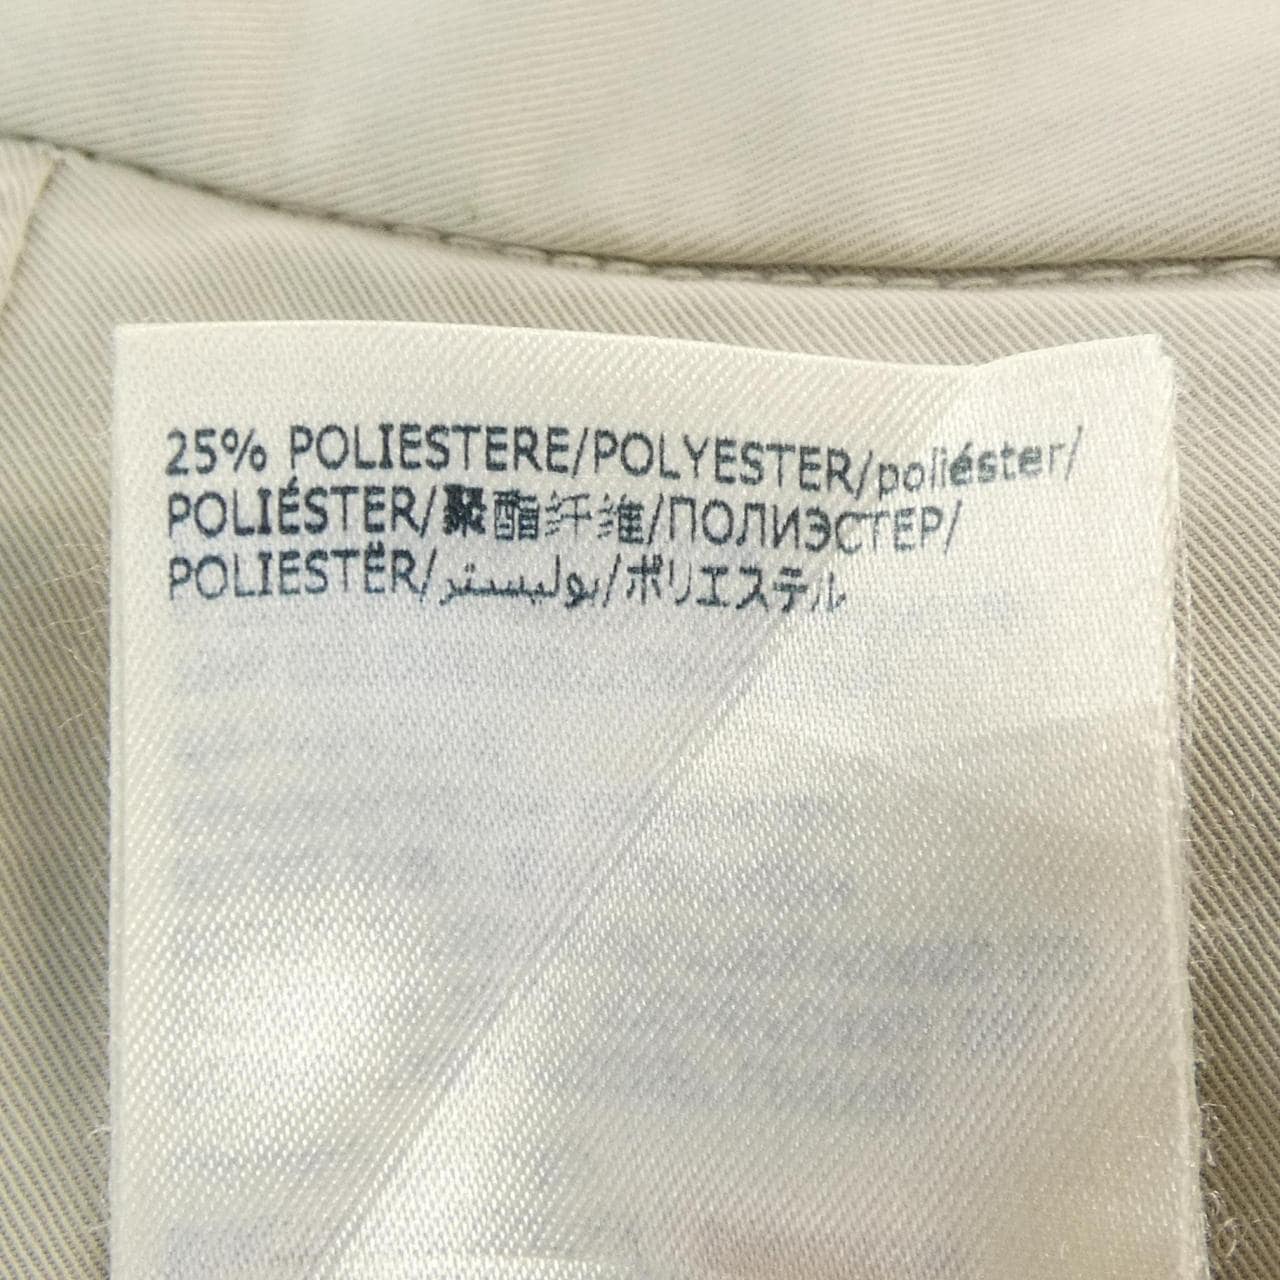 25% POLIESTERE/POLYESTER/poliéster/
POLIÉSTER/聚酯纤维/ПОЛИЭСТЕР/
POLIESTËR/بوليستر/ポリエステル